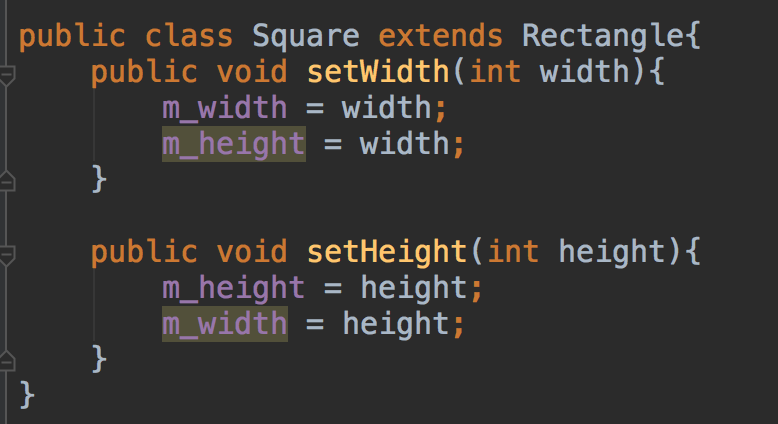 public class Square extends Rectangle{
    public void setWidth(int width){
        m_width = width;
        m_height = width;
    }

    public void setHeight(int height){
        m_height = height;
        m_width = height;
    }
}